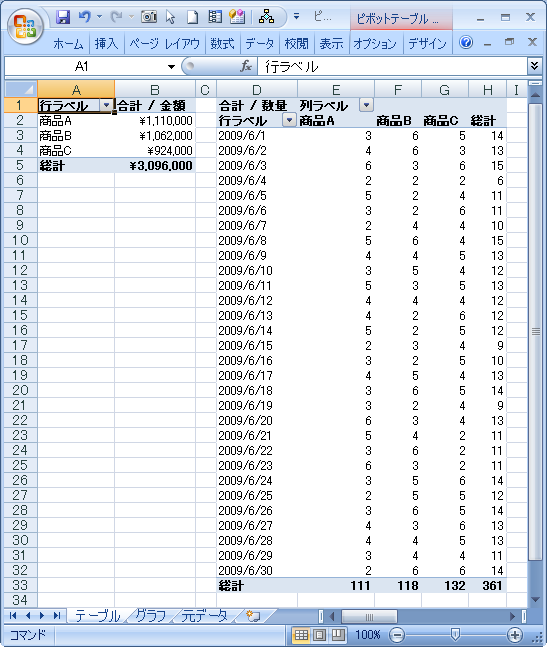 ピ... ピボットテーブル ...
ホーム 挿入 ページ レイアウト 数式 データ 校閲 表示 オプション デザイン
A1 fx 行ラベル
A B C D E F G H I
1 行ラベル 合計 / 金額 合計 / 数量 列ラベル
2 商品A ¥1,110,000 行ラベル 商品A 商品B 商品C 総計
3 商品B ¥1,062,000 2009/6/1 3 6 5 14
4 商品C ¥924,000 2009/6/2 4 6 3 13
5 総計 ¥3,096,000 2009/6/3 6 3 6 15
6 2009/6/4 2 2 2 6
7 2009/6/5 5 2 4 11
8 2009/6/6 3 2 6 11
9 2009/6/7 2 4 4 10
10 2009/6/8 5 6 4 15
11 2009/6/9 4 4 5 13
12 2009/6/10 3 5 4 12
13 2009/6/11 5 3 5 13
14 2009/6/12 4 4 4 12
15 2009/6/13 4 2 6 12
16 2009/6/14 5 2 5 12
17 2009/6/15 2 3 4 9
18 2009/6/16 3 2 5 10
19 2009/6/17 4 5 4 13
20 2009/6/18 3 6 5 14
21 2009/6/19 3 2 4 9
22 2009/6/20 6 3 4 13
23 2009/6/21 5 4 2 11
24 2009/6/22 3 6 2 11
25 2009/6/23 6 3 2 11
26 2009/6/24 3 5 6 14
27 2009/6/25 2 5 5 12
28 2009/6/26 3 6 5 14
29 2009/6/27 4 3 6 13
30 2009/6/28 4 4 5 13
31 2009/6/29 3 4 4 11
32 2009/6/30 2 6 6 14
33 総計 111 118 132 361
34
テーブル グラフ 元データ
コマンド 100%